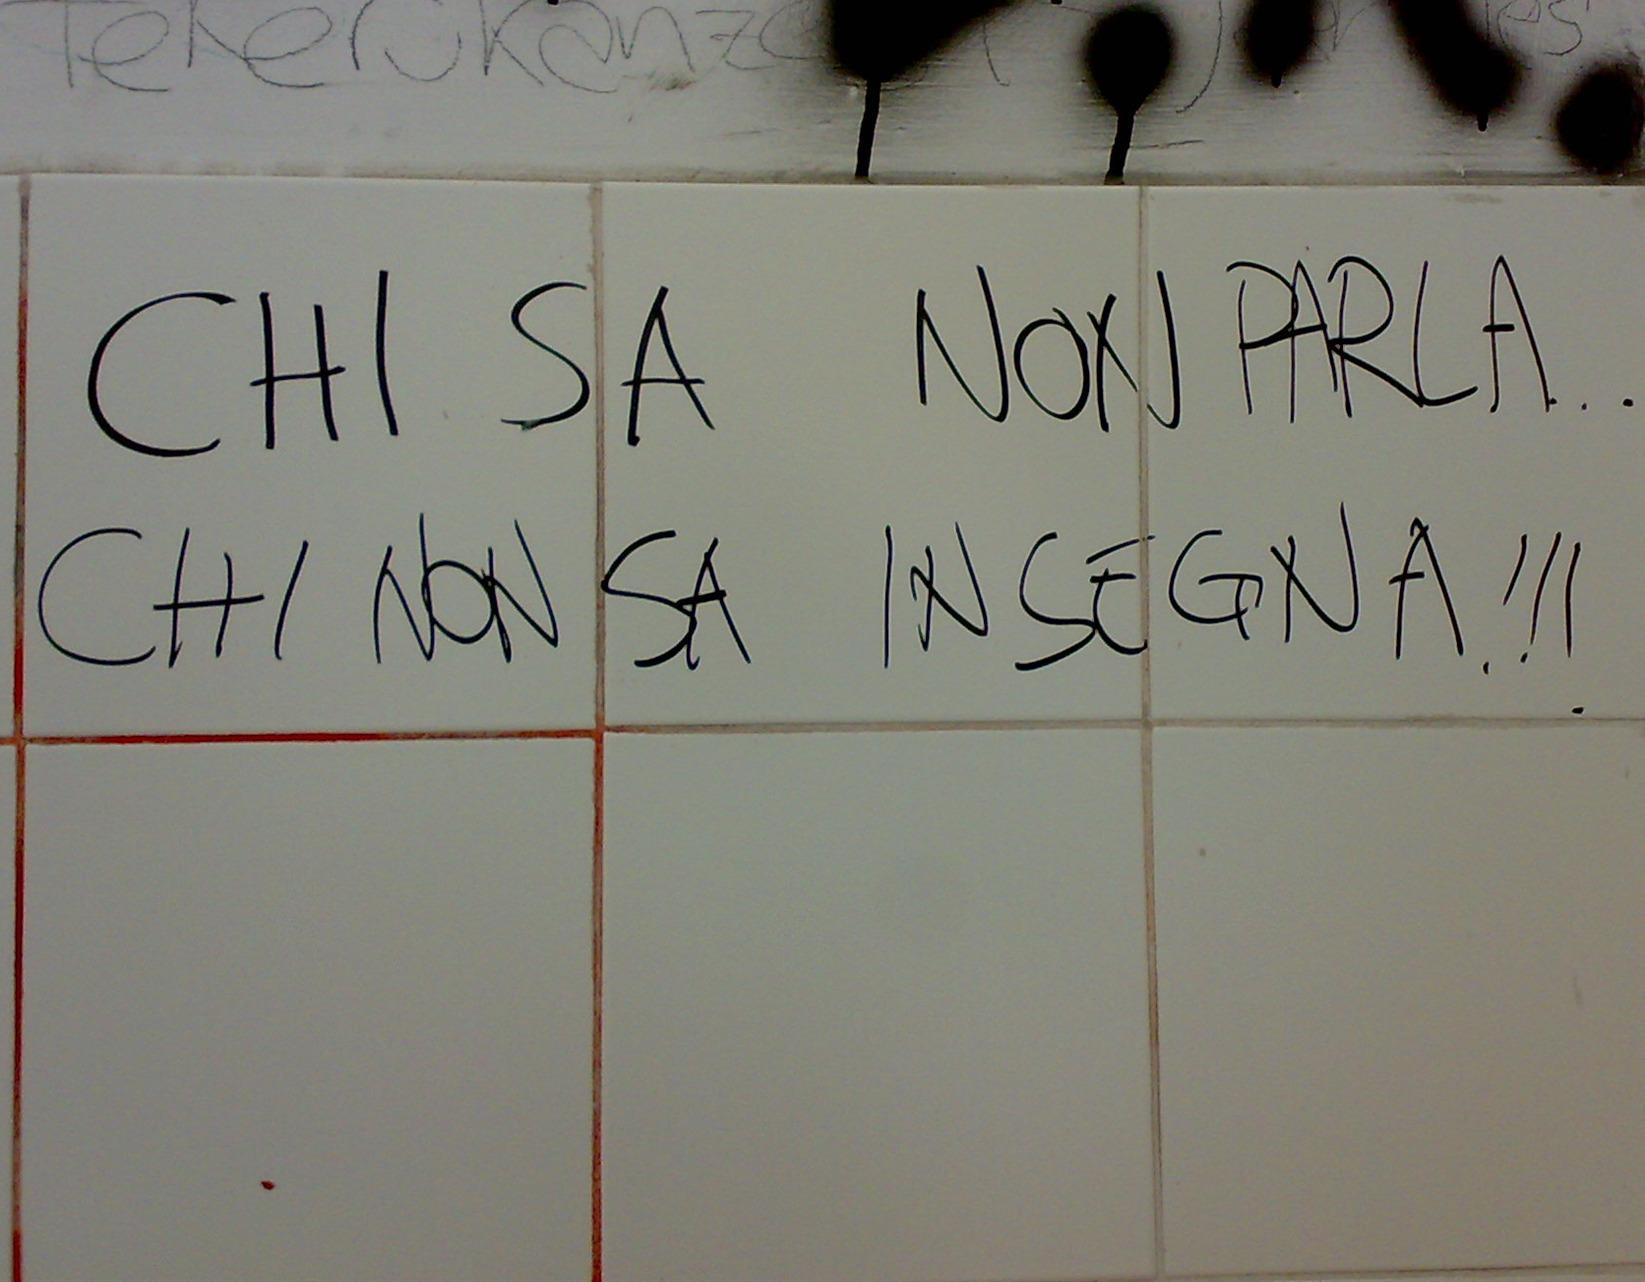 CHI SA NON PARLA...
CHI NON SA INSEGNA!!!